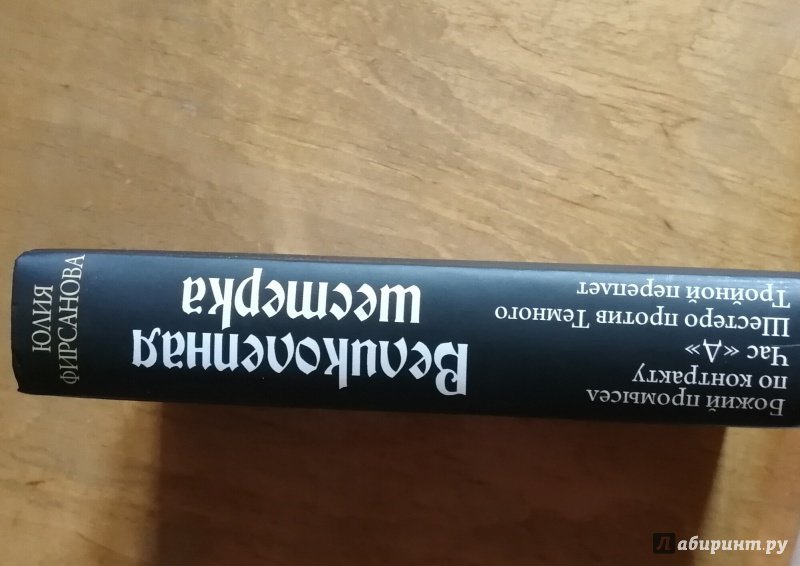 ЮЛИЯ
ФИРСАНОВА
Великолепная
шестерка
Божий промысел
по контракту
Час «Д»
Шестеро против Темного
Тройной переплет
Лабиринт.ру